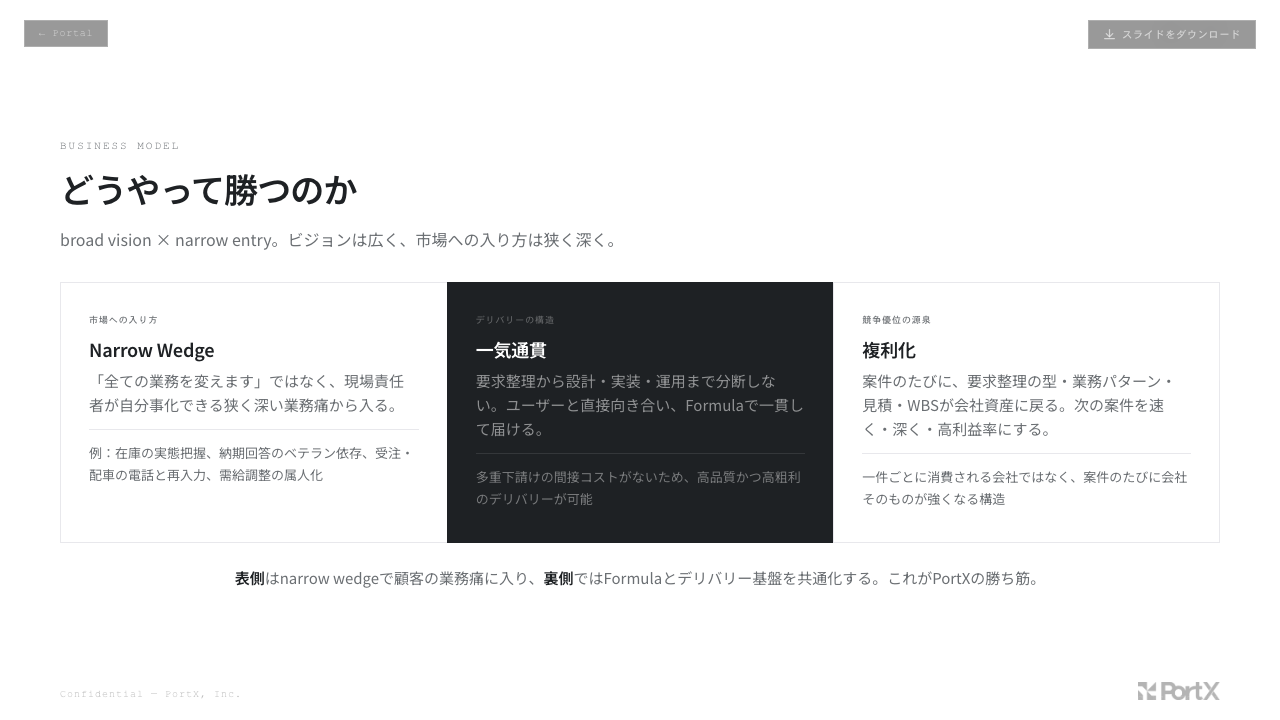 ← Portal
スライドをダウンロード
BUSINESS MODEL
どうやって勝つのか
broad vision × narrow entry。ビジョンは広く、市場への入り方は狭く深く。
市場への入り方
Narrow Wedge
「全ての業務を変えます」ではなく、現場責任
者が自分事化できる狭く深い業務痛から入る。
例：在庫の実態把握、納期回答のベテラン依存、受注・
配車の電話と再入力、需給調整の属人化
デリバリーの構造
一気通貫
要求整理から設計・実装・運用まで分断しな
い。ユーザーと直接向き合い、Formulaで一貫し
て届ける。
多重下請けの間接コストがないため、高品質かつ高粗利
のデリバリーが可能
競争優位の源泉
複利化
案件のたびに、要求整理の型・業務パターン・
見積・WBSが会社資産に戻る。次の案件を速
く・深く・高利益率にする。
一件ごとに消費される会社ではなく、案件のたびに会社
そのものが強くなる構造
表側はnarrow wedgeで顧客の業務痛に入り、裏側ではFormulaとデリバリー基盤を共通化する。これがPortXの勝ち筋。
Confidential — PortX, Inc.
PortX